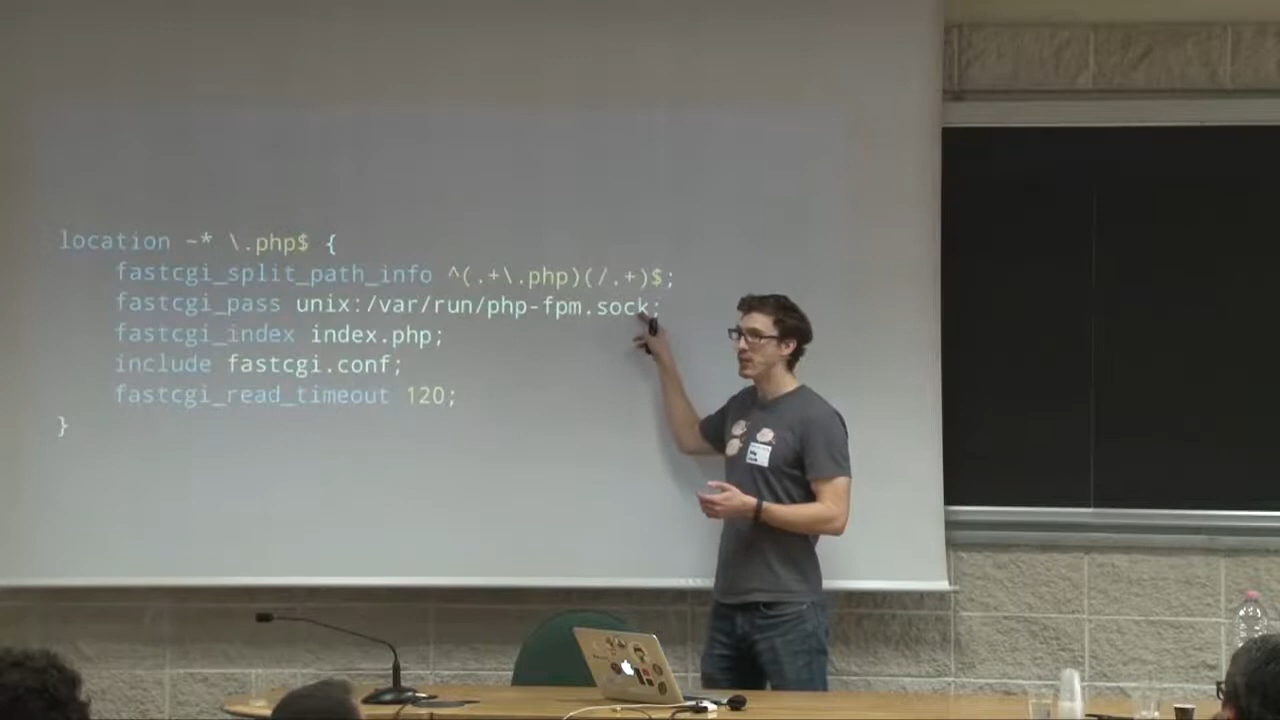 location ~* \.php$ {
fastcgi_split_path_info ^(.+\.php)(/.+)$;
fastcgi_pass unix:/var/run/php-fpm.sock;
fastcgi_index index.php;
include fastcgi.conf;
fastcgi_read_timeout 120;
}